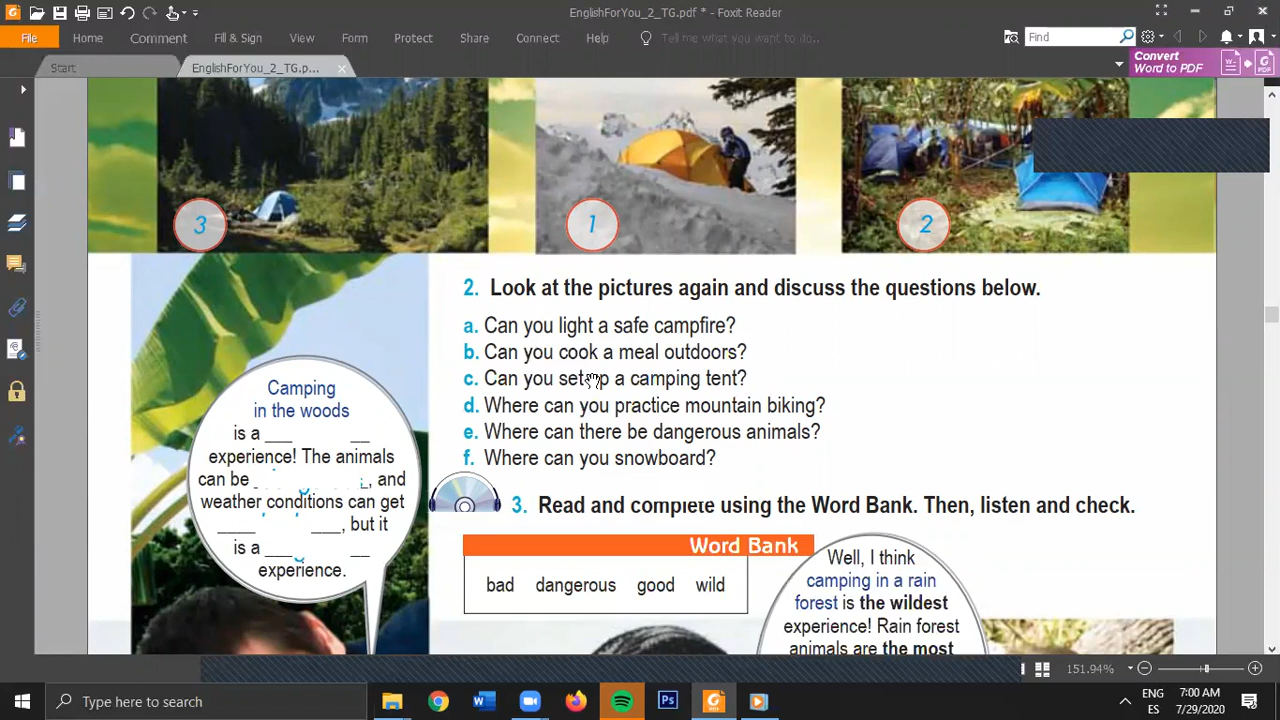 EnglishForYou_2_TG.pdf * - Foxit Reader
File Home Comment Fill & Sign View Form Protect Share Connect Help Tell me what you want to do... Find
Start EnglishForYou_2_TG.p... Convert
Word to PDF
3 1 2
2. Look at the pictures again and discuss the questions below.
a. Can you light a safe campfire?
b. Can you cook a meal outdoors?
c. Can you set up a camping tent?
d. Where can you practice mountain biking?
e. Where can there be dangerous animals?
f. Where can you snowboard?
Camping
in the woods
is a ___ __
experience! The animals
can be _ _, and
weather conditions can get
____ ___, but it
is a ___ __
experience.
3. Read and complete using the Word Bank. Then, listen and check.
Word Bank
bad dangerous good wild
Well, I think
camping in a rain
forest is the wildest
experience! Rain forest
animals are the most
151.94%
Type here to search
ENG 7:00 AM
ES 7/29/2020